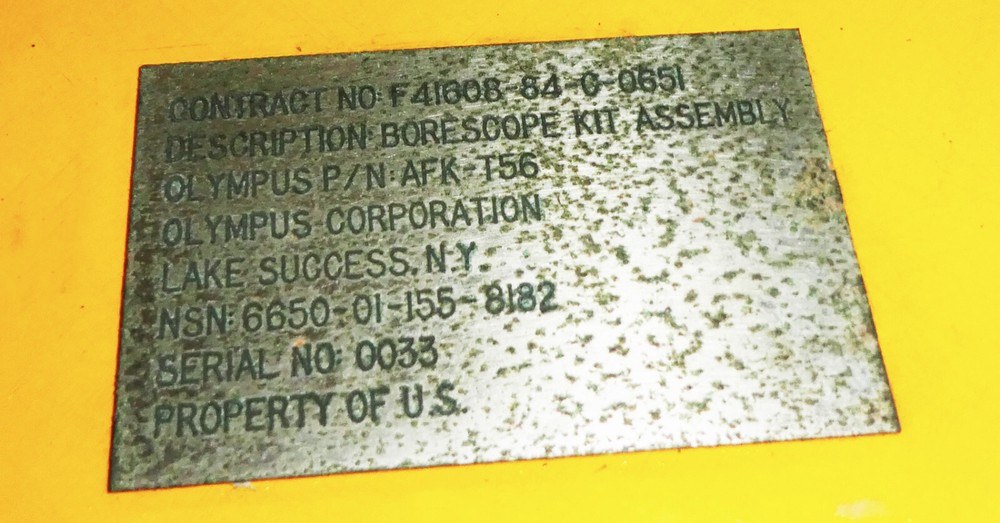 CONTRACT NO: F41608-84-C-0651
DESCRIPTION: BORESCOPE KIT, ASSEMBLY
OLYMPUS P/N: AFK-T56
OLYMPUS CORPORATION
LAKE SUCCESS, N.Y.
NSN: 6650-01-155-8182
SERIAL NO: 0033
PROPERTY OF U.S.